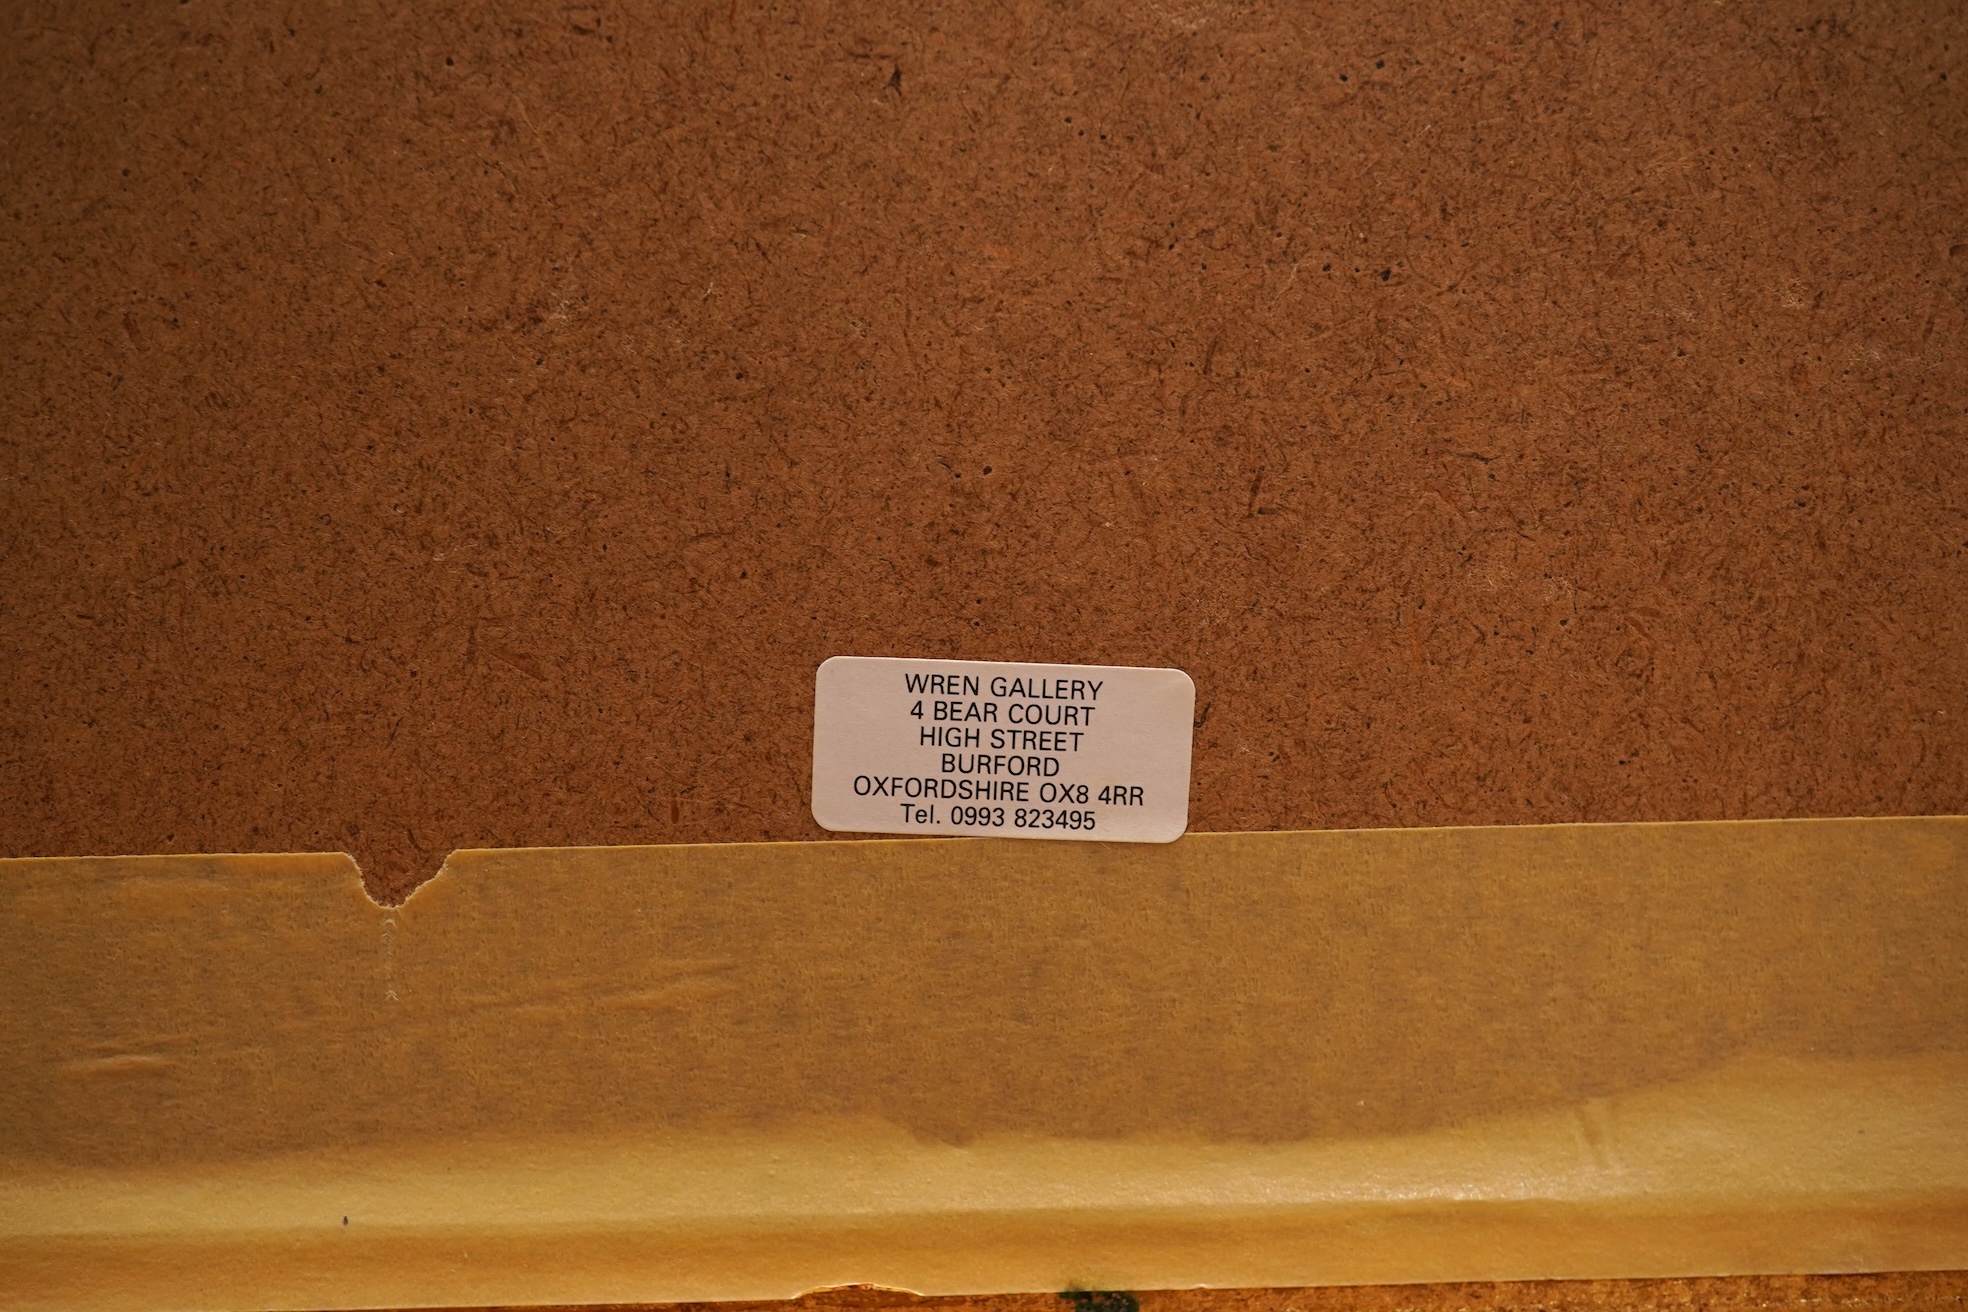 WREN GALLERY
4 BEAR COURT
HIGH STREET
BURFORD
OXFORDSHIRE OX8 4RR
Tel. 0993 823495